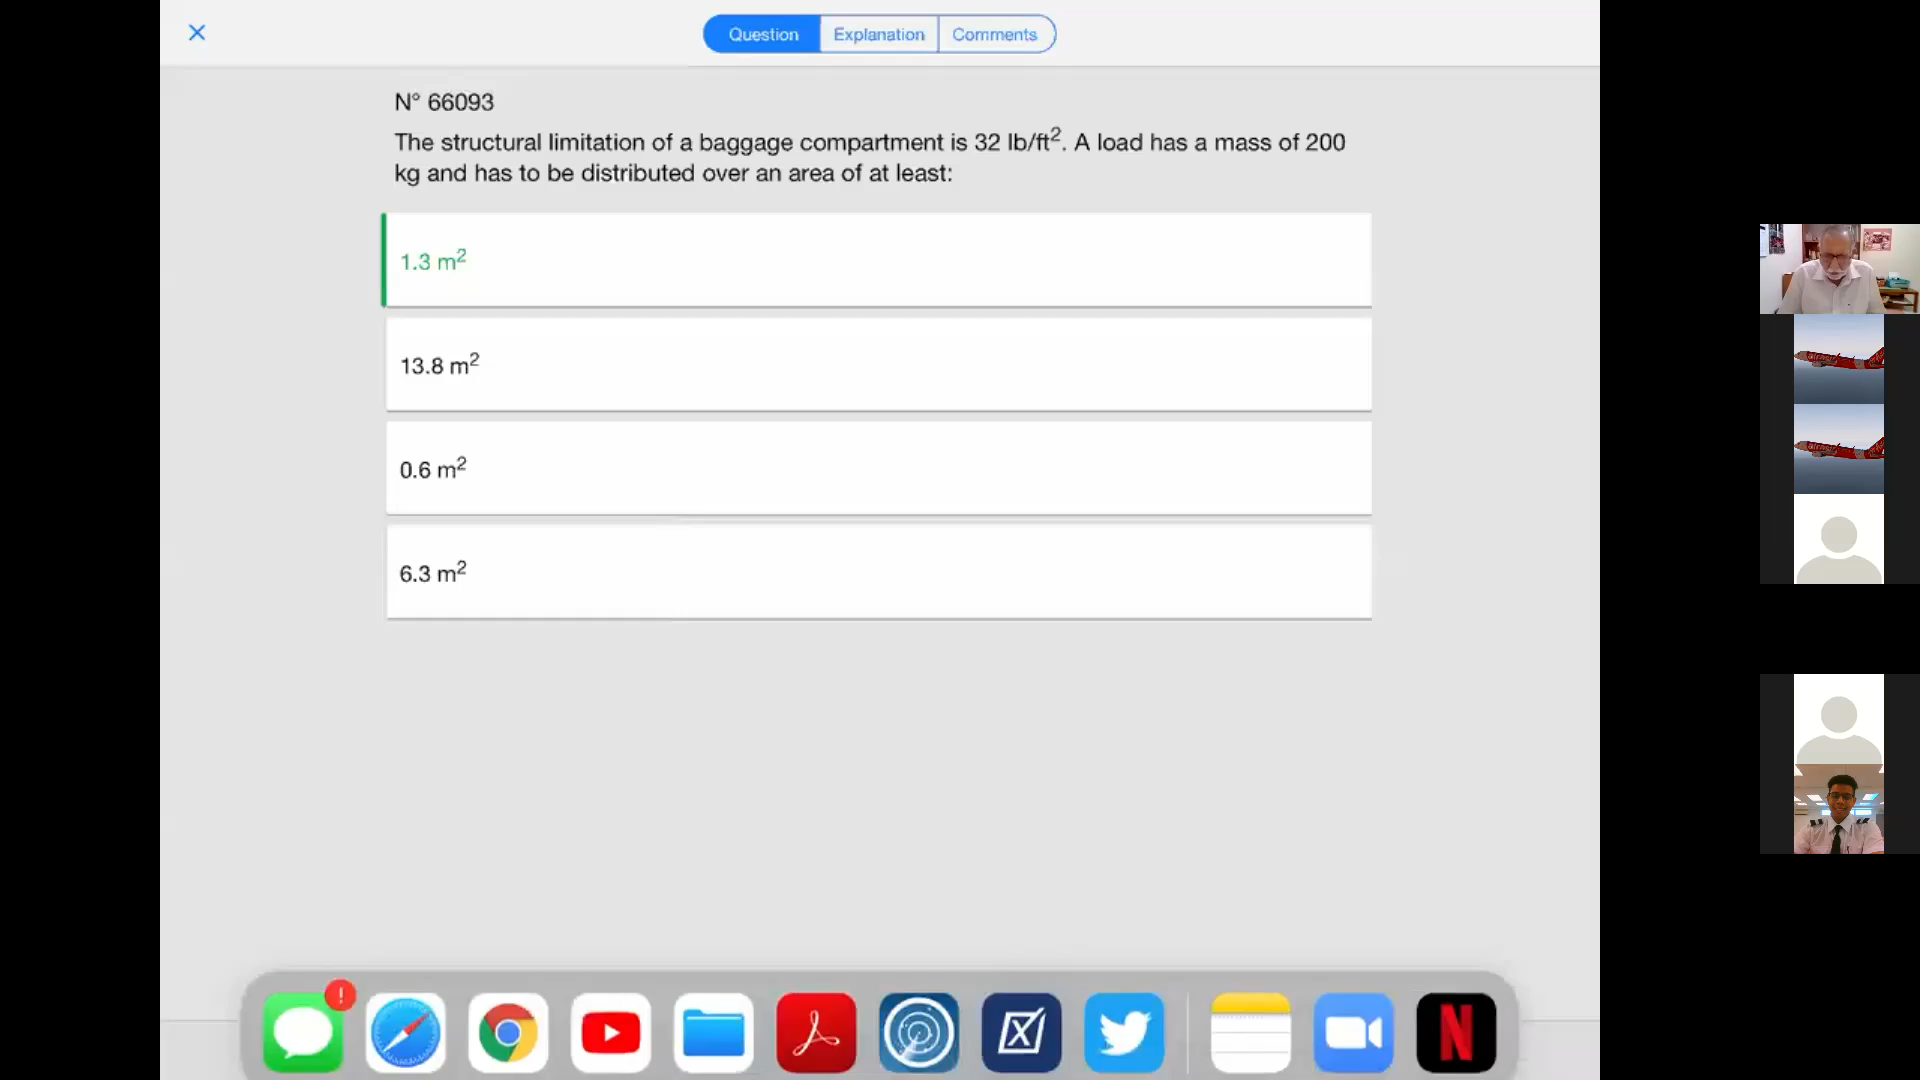 Question Explanation Comments
N° 66093
The structural limitation of a baggage compartment is 32 lb/ft². A load has a mass of 200
kg and has to be distributed over an area of at least:
1.3 m²
13.8 m²
0.6 m²
6.3 m²
!
N